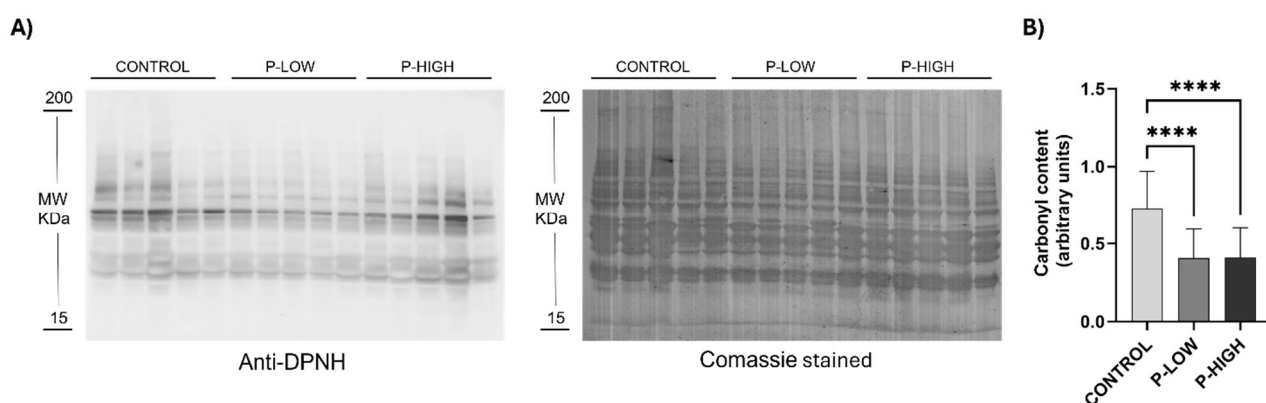 A)
CONTROL P-LOW P-HIGH
200
MW
KDa
15
Anti-DPNH
CONTROL P-LOW P-HIGH
200
MW
KDa
15
Comassie stained
B)
Carbonyl content
(arbitrary units)
1.5
1.0
0.5
0.0
****
****
CONTROL
P-LOW
P-HIGH